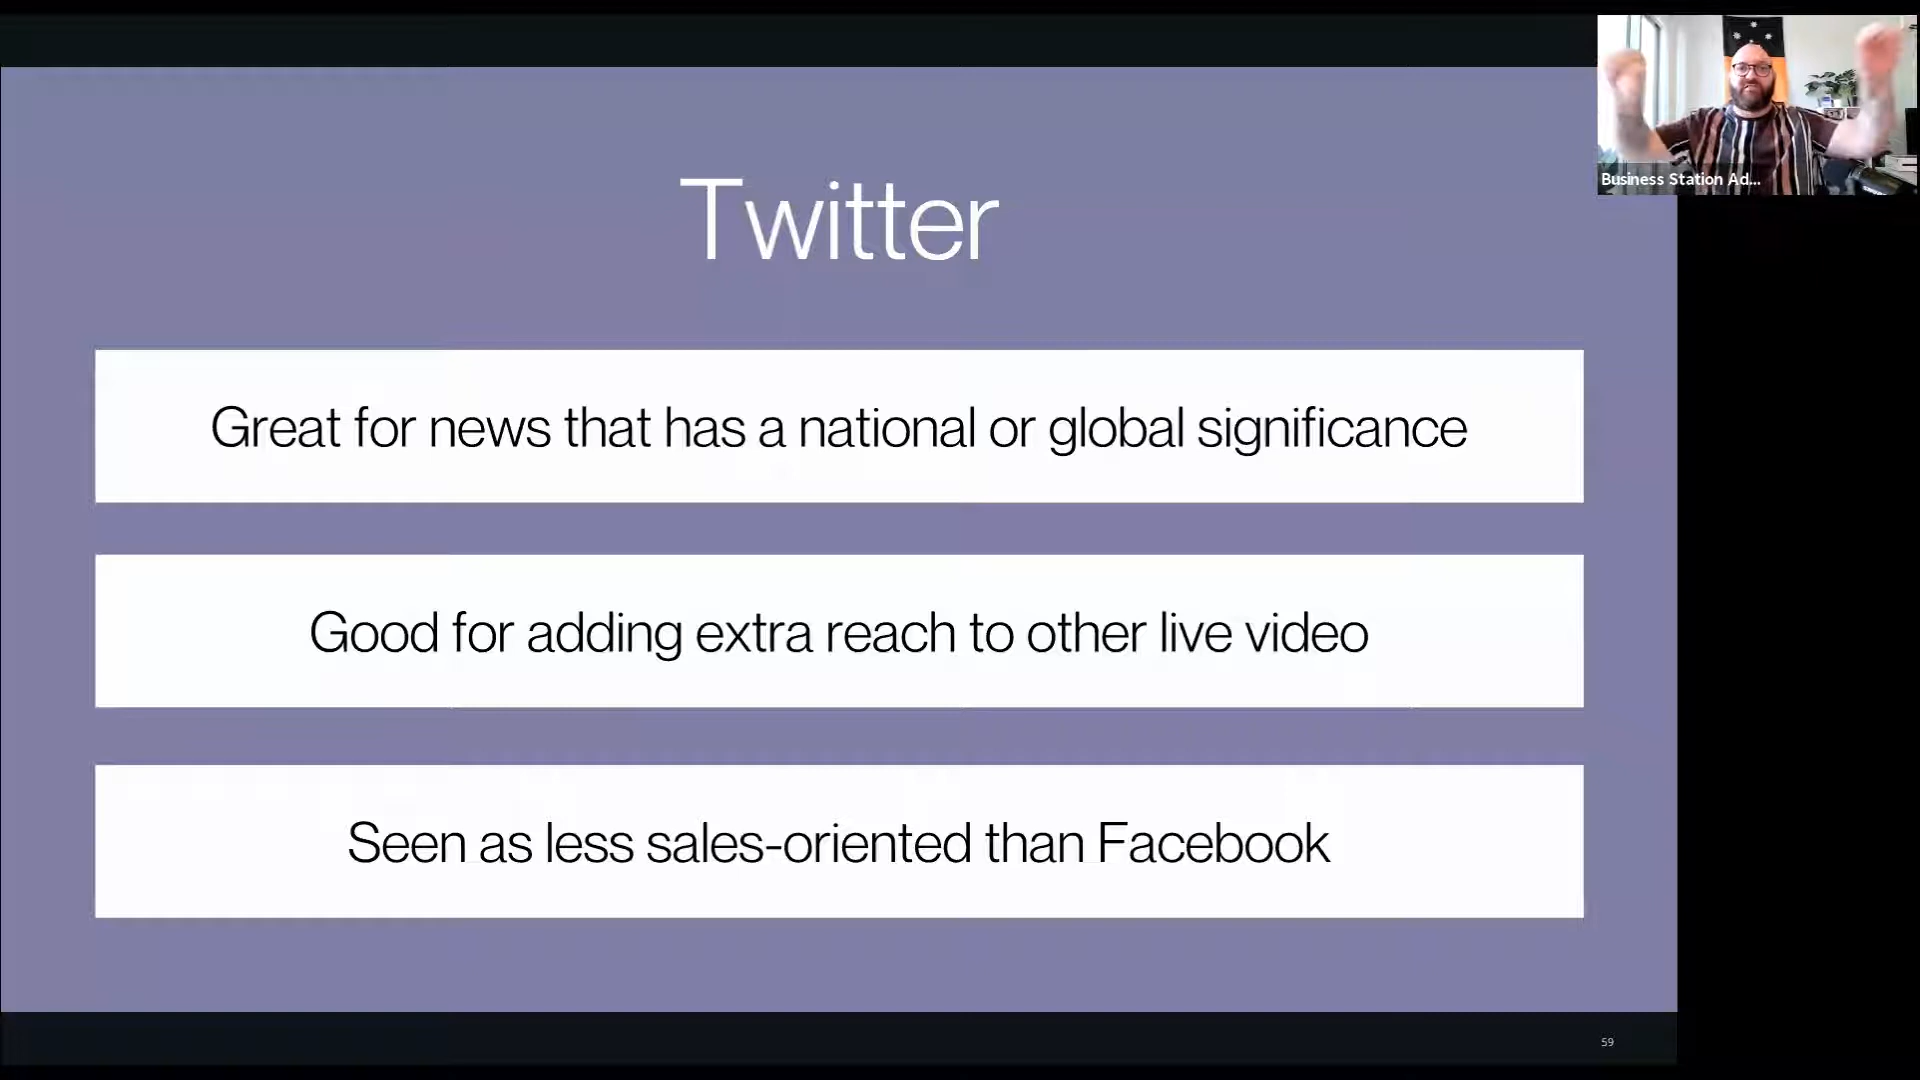 Business Station Ad...
Twitter
Great for news that has a national or global significance
Good for adding extra reach to other live video
Seen as less sales-oriented than Facebook
59